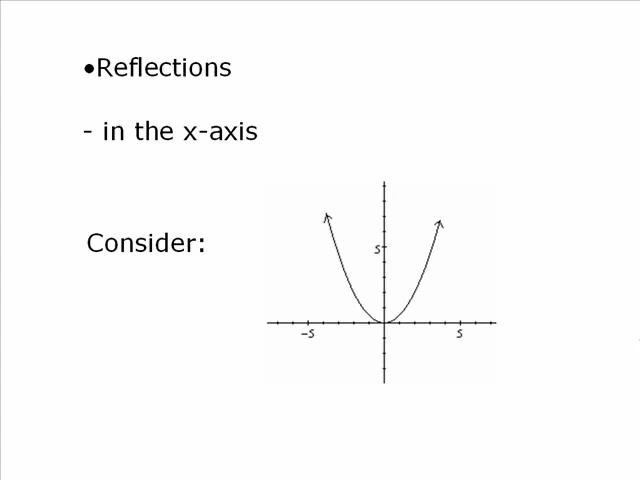 •Reflections
- in the x-axis
Consider:
5
-5
5